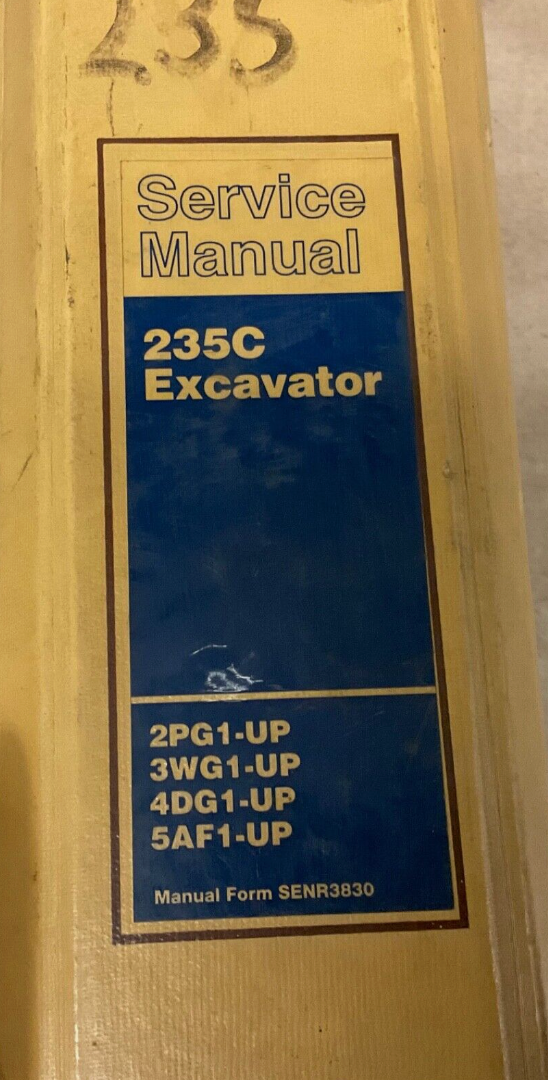 235
Service
Manual
235C
Excavator
2PG1-UP
3WG1-UP
4DG1-UP
5AF1-UP
Manual Form SENR3830